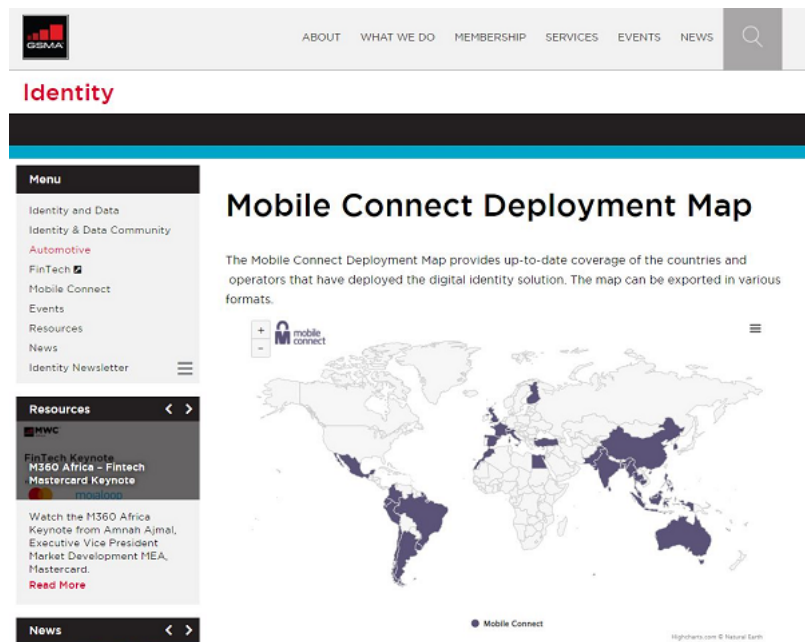 GSMA
ABOUT WHAT WE DO MEMBERSHIP SERVICES EVENTS NEWS
Identity
Menu
Identity and Data
Identity & Data Community
Automotive
FinTech
Mobile Connect
Events
Resources
News
Identity Newsletter
Resources
MWC
FinTech Keynote
M360 Africa – Fintech
Mastercard Keynote
mojaloop
Watch the M360 Africa
Keynote from Amnah Ajmal,
Executive Vice President
Market Development MEA,
Mastercard.
Read More
News
Mobile Connect Deployment Map
The Mobile Connect Deployment Map provides up-to-date coverage of the countries and
operators that have deployed the digital identity solution. The map can be exported in various
formats.
+
−
mobile
connect
Mobile Connect
Highcharts.com © Natural Earth